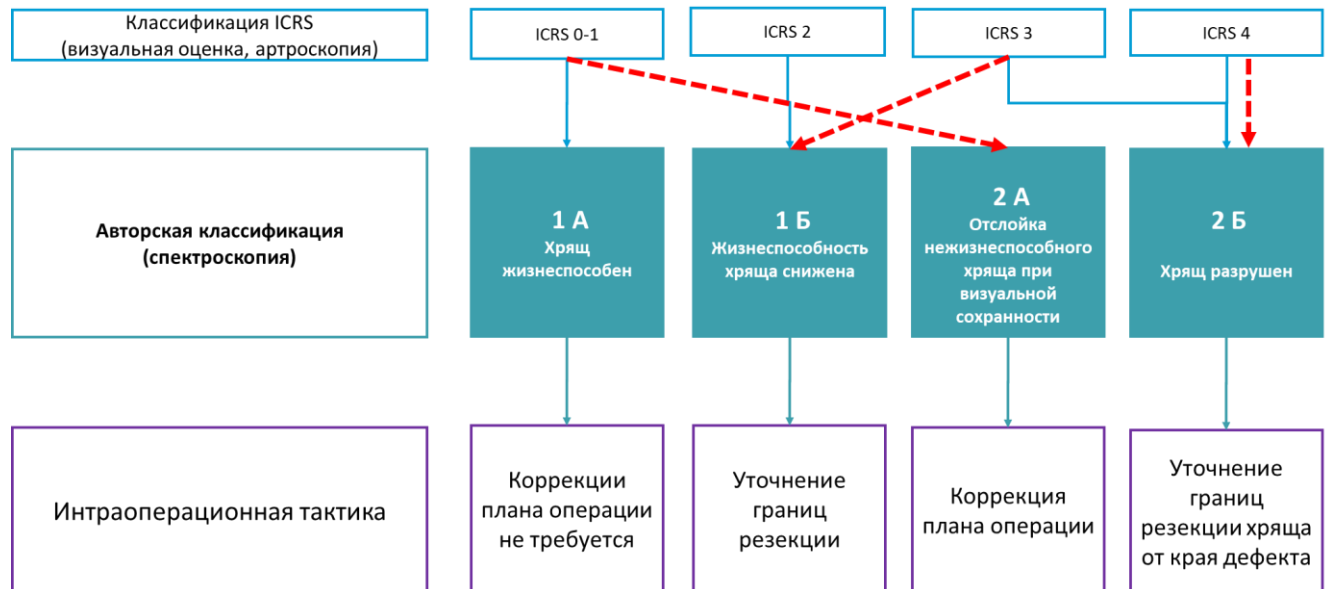 Классификация ICRS
(визуальная оценка, артроскопия)
ICRS 0-1
ICRS 2
ICRS 3
ICRS 4
Авторская классификация
(спектроскопия)
1 А
Хрящ
жизнеспособен
1 Б
Жизнеспособность
хряща снижена
2 А
Отслойка
нежизнеспособного
хряща при
визуальной
сохранности
2 Б
Хрящ разрушен
Интраоперационная тактика
Коррекции
плана операции
не требуется
Уточнение
границ
резекции
Коррекция
плана операции
Уточнение
границ
резекции хряща
от края дефекта